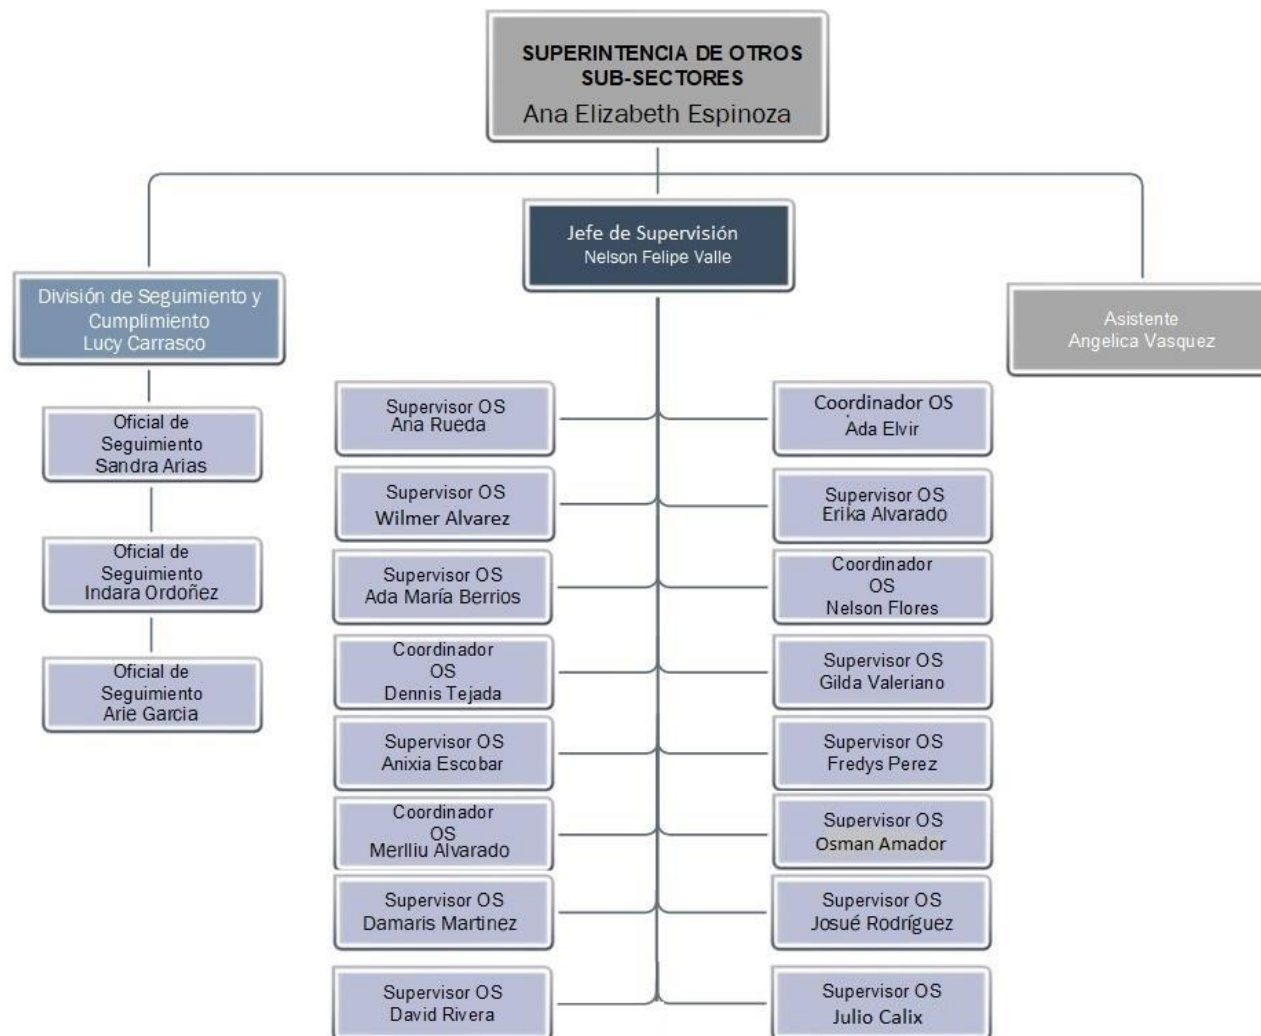 SUPERINTENCIA DE OTROS
SUB-SECTORES
Ana Elizabeth Espinoza
Jefe de Supervisión
Nelson Felipe Valle
División de Seguimiento y
Cumplimiento
Lucy Carrasco
Asistente
Angelica Vasquez
Oficial de
Seguimiento
Sandra Arias
Oficial de
Seguimiento
Indara Ordoñez
Oficial de
Seguimiento
Arie Garcia
Supervisor OS
Ana Rueda
Coordinador OS
Ada Elvir
Supervisor OS
Wilmer Alvarez
Supervisor OS
Erika Alvarado
Supervisor OS
Ada María Berrios
Coordinador
OS
Nelson Flores
Coordinador
OS
Dennis Tejada
Supervisor OS
Gilda Valeriano
Supervisor OS
Anixia Escobar
Supervisor OS
Fredys Perez
Coordinador
OS
Merlliu Alvarado
Supervisor OS
Osman Amador
Supervisor OS
Damaris Martinez
Supervisor OS
Josué Rodríguez
Supervisor OS
David Rivera
Supervisor OS
Julio Calix